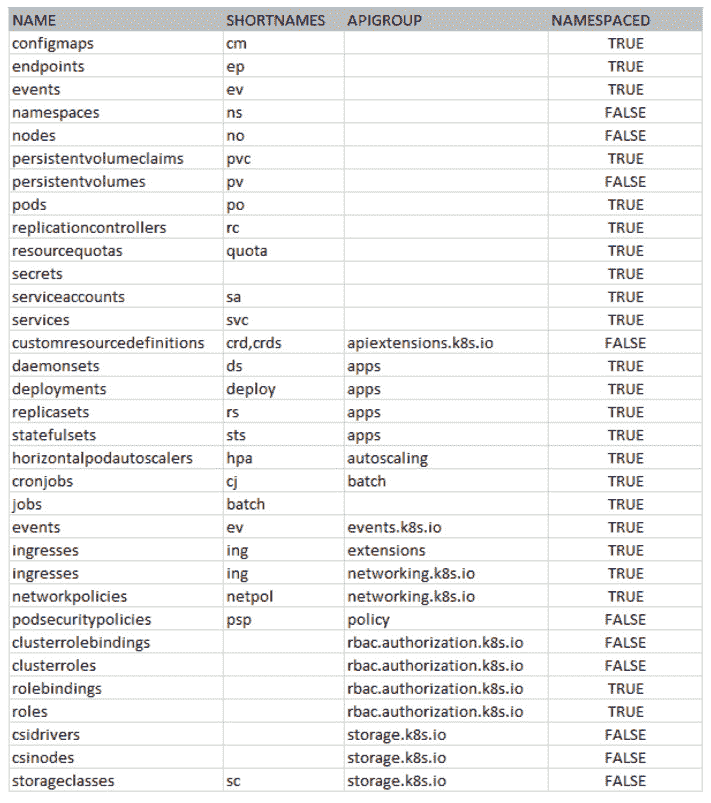 NAME SHORTNAMES APIGROUP NAMESPACED
configmaps cm TRUE
endpoints ep TRUE
events ev TRUE
namespaces ns FALSE
nodes no FALSE
persistentvolumeclaims pvc TRUE
persistentvolumes pv FALSE
pods po TRUE
replicationcontrollers rc TRUE
resourcequotas quota TRUE
secrets TRUE
serviceaccounts sa TRUE
services svc TRUE
customresourcedefinitions crd,crds apiextensions.k8s.io FALSE
daemonsets ds apps TRUE
deployments deploy apps TRUE
replicasets rs apps TRUE
statefulsets sts apps TRUE
horizontalpodautoscalers hpa autoscaling TRUE
cronjobs cj batch TRUE
jobs batch TRUE
events ev events.k8s.io TRUE
ingresses ing extensions TRUE
ingresses ing networking.k8s.io TRUE
networkpolicies netpol networking.k8s.io TRUE
podsecuritypolicies psp policy FALSE
clusterrolebindings rbac.authorization.k8s.io FALSE
clusterroles rbac.authorization.k8s.io FALSE
rolebindings rbac.authorization.k8s.io TRUE
roles rbac.authorization.k8s.io TRUE
csidrivers storage.k8s.io FALSE
csinodes storage.k8s.io FALSE
storageclasses sc storage.k8s.io FALSE